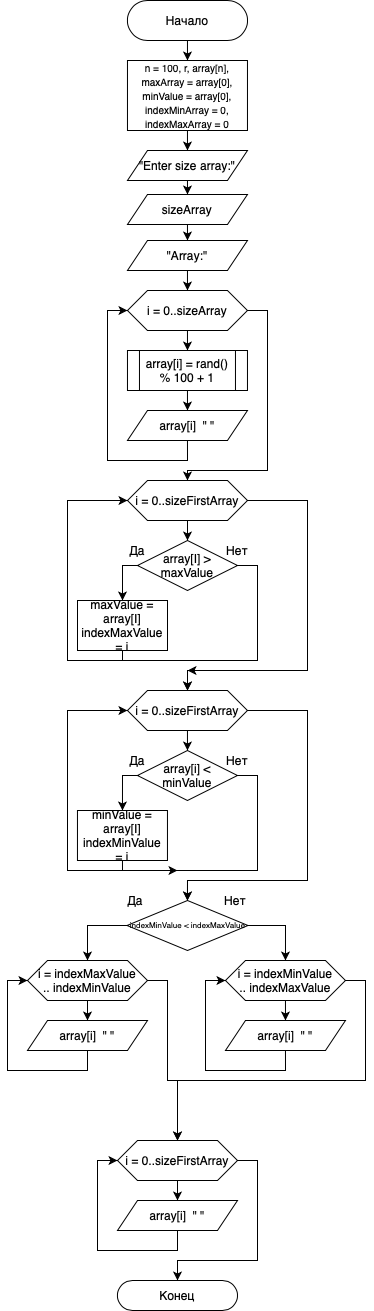 Начало
n = 100, r, array[n],
maxArray = array[0],
minValue = array[0],
indexMinArray = 0,
indexMaxArray = 0
"Enter size array:"
sizeArray
"Array:"
i = 0..sizeArray
array[i] = rand()
% 100 + 1
array[i]  " "
i = 0..sizeFirstArray
Да
Нет
array[I] >
maxValue
maxValue =
array[I]
indexMaxValue
= i
i = 0..sizeFirstArray
Да
Нет
array[i] <
minValue
minValue =
array[I]
indexMinValue
= i
Да
Нет
indexMinValue < indexMaxValue
i = indexMaxValue
.. indexMinValue
array[i]  " "
i = indexMinValue
.. indexMaxValue
array[i]  " "
i = 0..sizeFirstArray
array[i]  " "
Конец